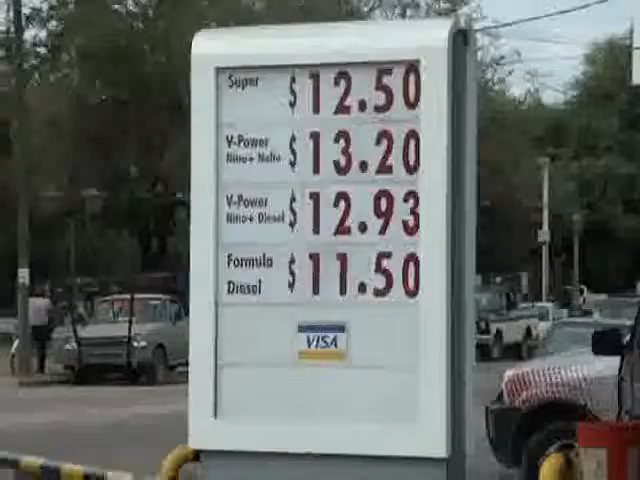 Super $12.50
V-Power $13.20
Nitro+ Nafta
V-Power $12.93
Nitro+ Diesel
Formula $11.50
Diesel
VISA